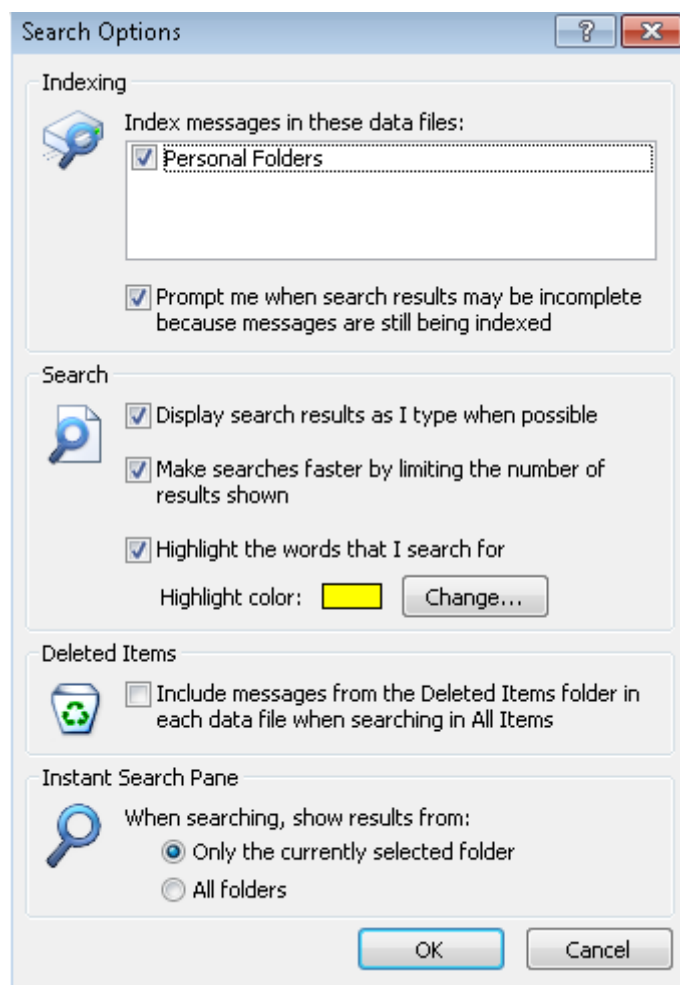 Search Options
Indexing
Index messages in these data files:
Personal Folders
Prompt me when search results may be incomplete
because messages are still being indexed
Search
Display search results as I type when possible
Make searches faster by limiting the number of
results shown
Highlight the words that I search for
Highlight color:
Change...
Deleted Items
Include messages from the Deleted Items folder in
each data file when searching in All Items
Instant Search Pane
When searching, show results from:
Only the currently selected folder
All folders
OK
Cancel